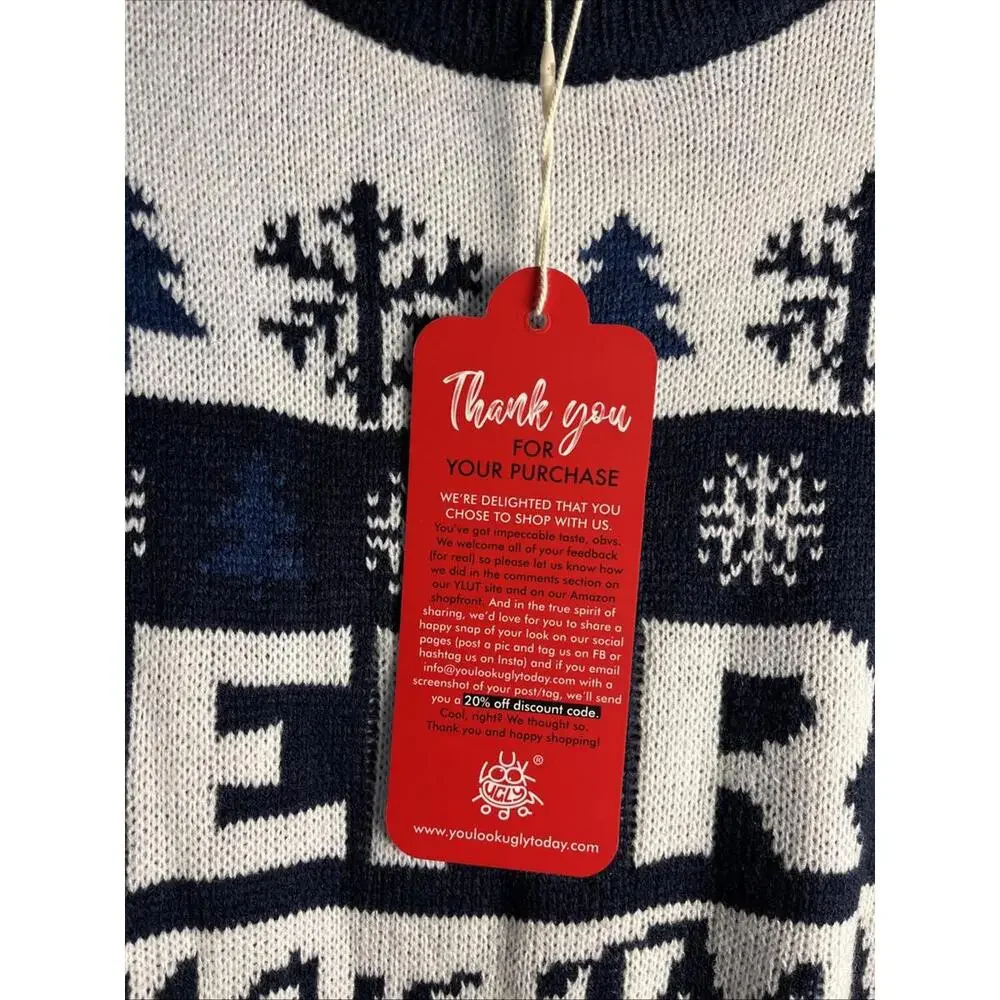 Thank you
FOR
YOUR PURCHASE
WE'RE DELIGHTED THAT YOU
CHOSE TO SHOP WITH US.
You've got impeccable taste, obvs.
We welcome all of your feedback
(for real) so please let us know how
we did in the comments section on
our YLUT site and on our Amazon
shopfront. And in the true spirit of
sharing, we'd love for you to share a
happy snap of your look on our social
pages (post a pic and tag us on FB or
hashtag us on Insta) and if you email
info@youlookuglytoday.com with a
screenshot of your post/tag, we'll send
you a 20% off discount code.
Cool, right? We thought so.
Thank you and happy shopping!
YOU
LOOK
UGLY
TODAY
®
www.youlookuglytoday.com
E R